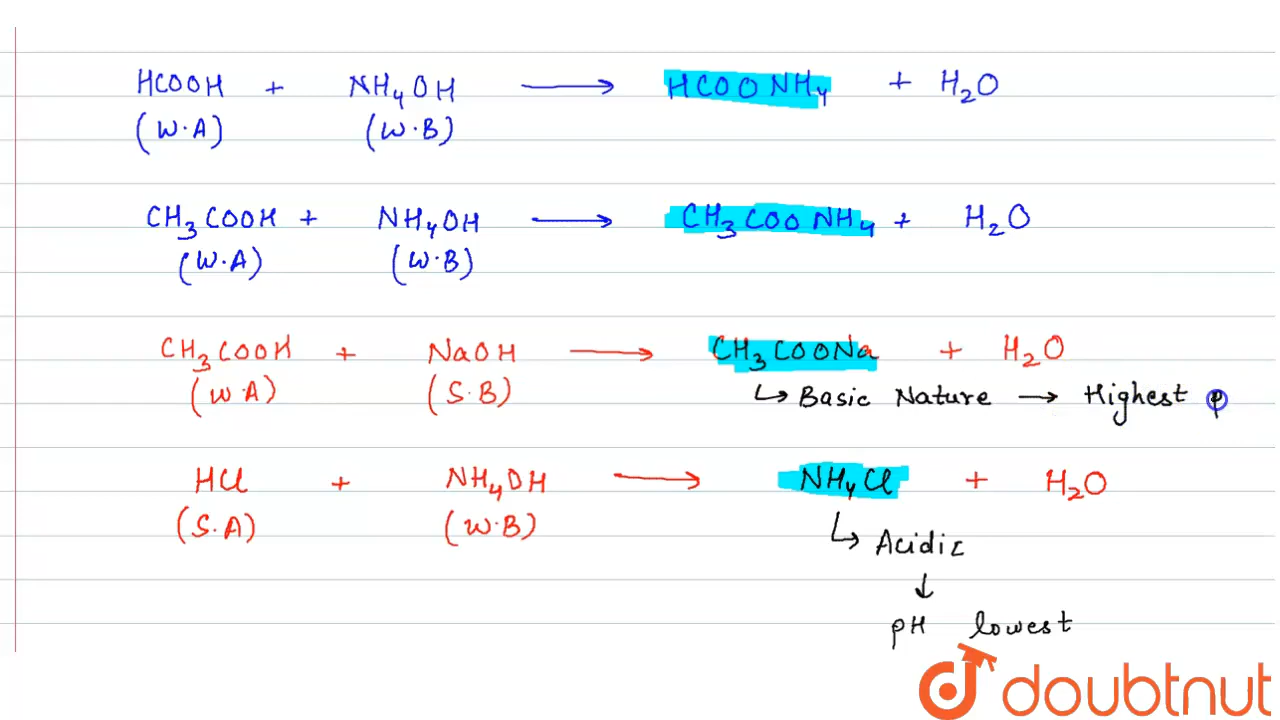 HCOOH + NH₄OH ⟶ HCOONH₄ + H₂O
(W.A) (W.B)
CH₃COOH + NH₄OH ⟶ CH₃COONH₄ + H₂O
(W.A) (W.B)
CH₃COOH + NaOH ⟶ CH₃COONa + H₂O
(W.A) (S.B) ↳ Basic Nature → Highest p
HCl + NH₄OH ⟶ NH₄Cl + H₂O
(S.A) (W.B)
↳ Acidic
↓
pH lowest
doubtnut